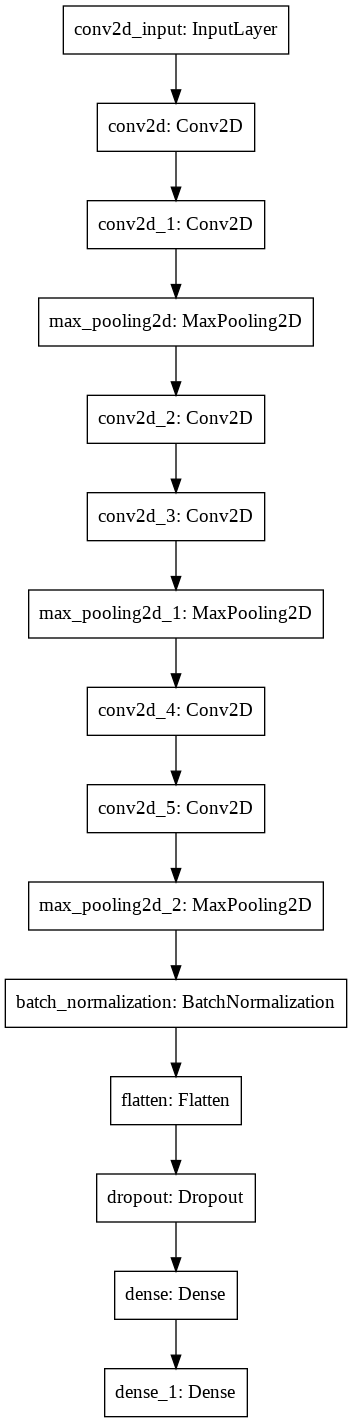 conv2d_input: InputLayer
conv2d: Conv2D
conv2d_1: Conv2D
max_pooling2d: MaxPooling2D
conv2d_2: Conv2D
conv2d_3: Conv2D
max_pooling2d_1: MaxPooling2D
conv2d_4: Conv2D
conv2d_5: Conv2D
max_pooling2d_2: MaxPooling2D
batch_normalization: BatchNormalization
flatten: Flatten
dropout: Dropout
dense: Dense
dense_1: Dense